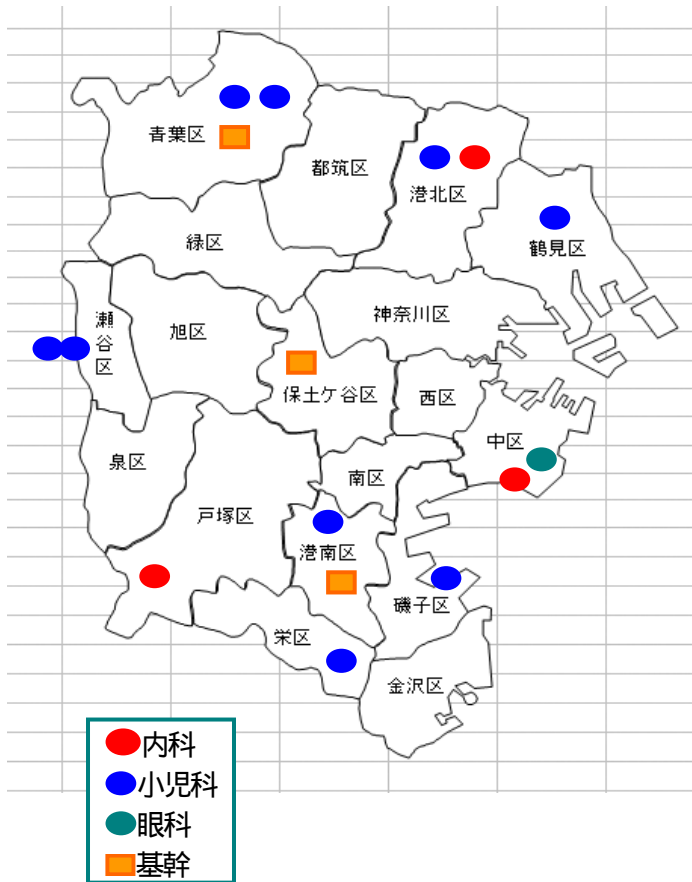 青葉区
都筑区
港北区
鶴見区
緑区
瀬谷区
旭区
神奈川区
保土ケ谷区
西区
中区
泉区
南区
戸塚区
港南区
磯子区
栄区
金沢区
内科
小児科
眼科
基幹